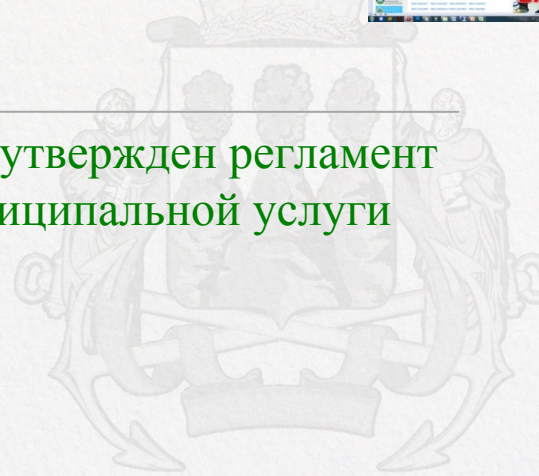 утвержден регламент
иципальной услуги